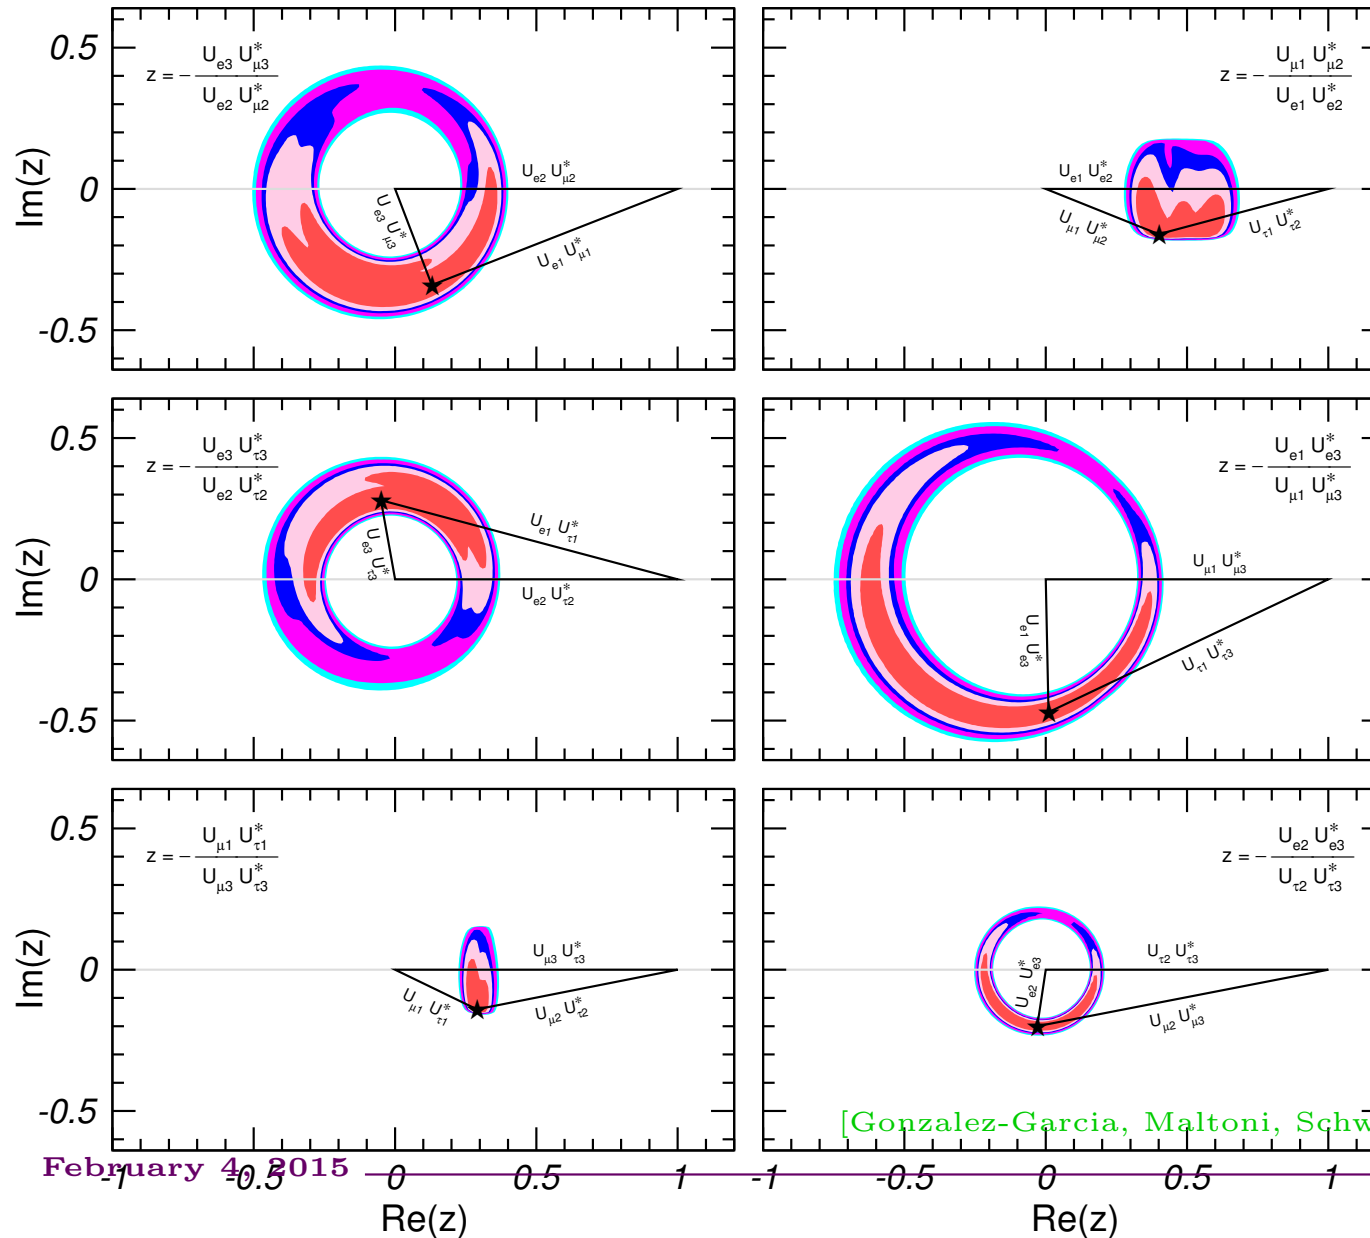 0.5
0
-0.5
Im(z)
z = − U_e3 U*_μ3 / U_e2 U*_μ2
U_e2 U*_μ2
U_e3 U*_μ3
U_e1 U*_μ1
z = − U_μ1 U*_μ2 / U_e1 U*_e2
U_e1 U*_e2
U_μ1 U*_μ2
U_τ1 U*_τ2
0.5
0
-0.5
Im(z)
z = − U_e3 U*_τ3 / U_e2 U*_τ2
U_e1 U*_τ1
U_e3 U*_τ3
U_e2 U*_τ2
z = − U_e1 U*_e3 / U_μ1 U*_μ3
U_μ1 U*_μ3
U_e1 U*_e3
U_τ1 U*_τ3
0.5
0
-0.5
Im(z)
z = − U_μ1 U*_τ1 / U_μ3 U*_τ3
U_μ3 U*_τ3
U_μ1 U*_τ1
U_μ2 U*_τ2
z = − U_e2 U*_e3 / U_τ2 U*_τ3
U_τ2 U*_τ3
U_e2 U*_e3
U_μ2 U*_μ3
[Gonzalez-Garcia, Maltoni, Schw
February 4, 2015
-1 -0.5 0 0.5 1
-1 -0.5 0 0.5 1
Re(z)
Re(z)